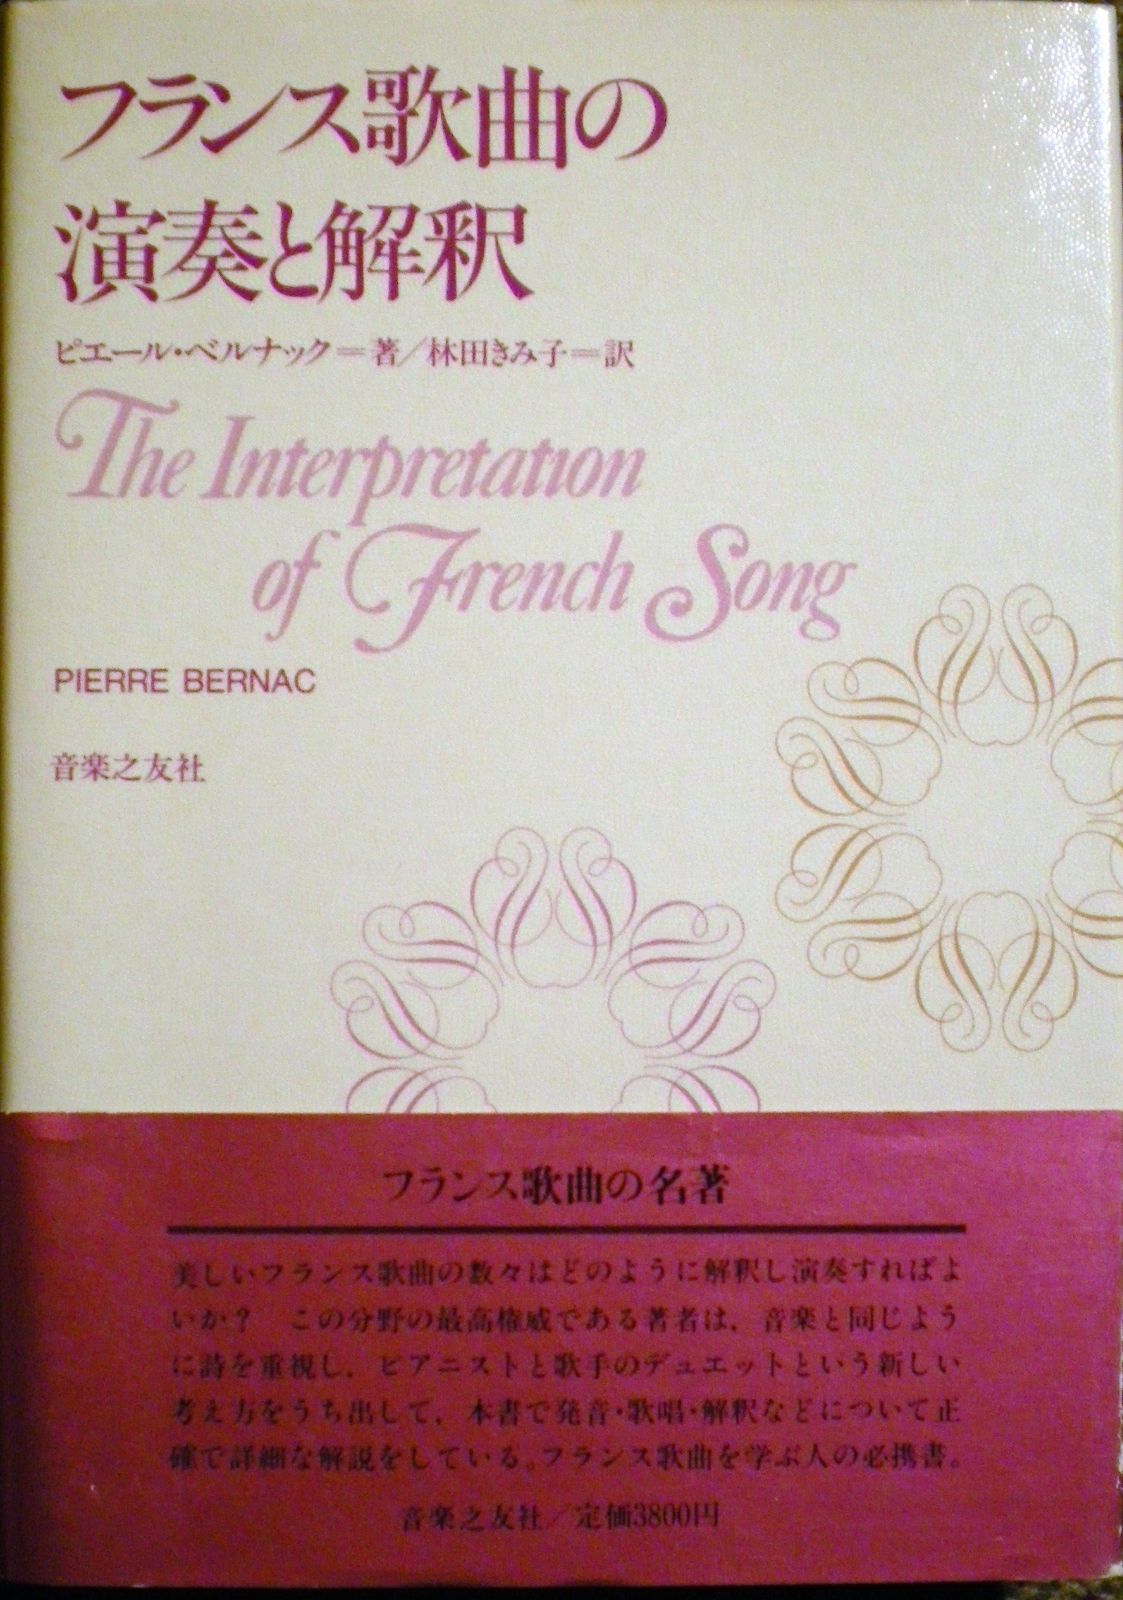 フランス歌曲の
演奏と解釈
ピエール・ベルナック＝著／林田きみ子＝訳
The Interpretation
of French Song
PIERRE BERNAC
音楽之友社
フランス歌曲の名著
美しいフランス歌曲の数々はどのように解釈し演奏すればよ
いか？　この分野の最高権威である著者は、音楽と同じよう
に詩を重視し、ピアニストと歌手のデュエットという新しい
考え方をうち出して、本書で発音・歌唱・解釈などについて正
確で詳細な解説をしている。フランス歌曲を学ぶ人の必携書。
音楽之友社／定価3800円